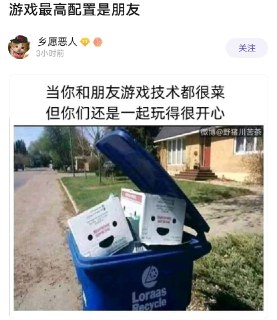 游戏最高配置是朋友
乡愿恶人
3小时前
关注
当你和朋友游戏技术都很菜
但你们还是一起玩得很开心
微博@野猪川苦茶
Loraas
Recycle